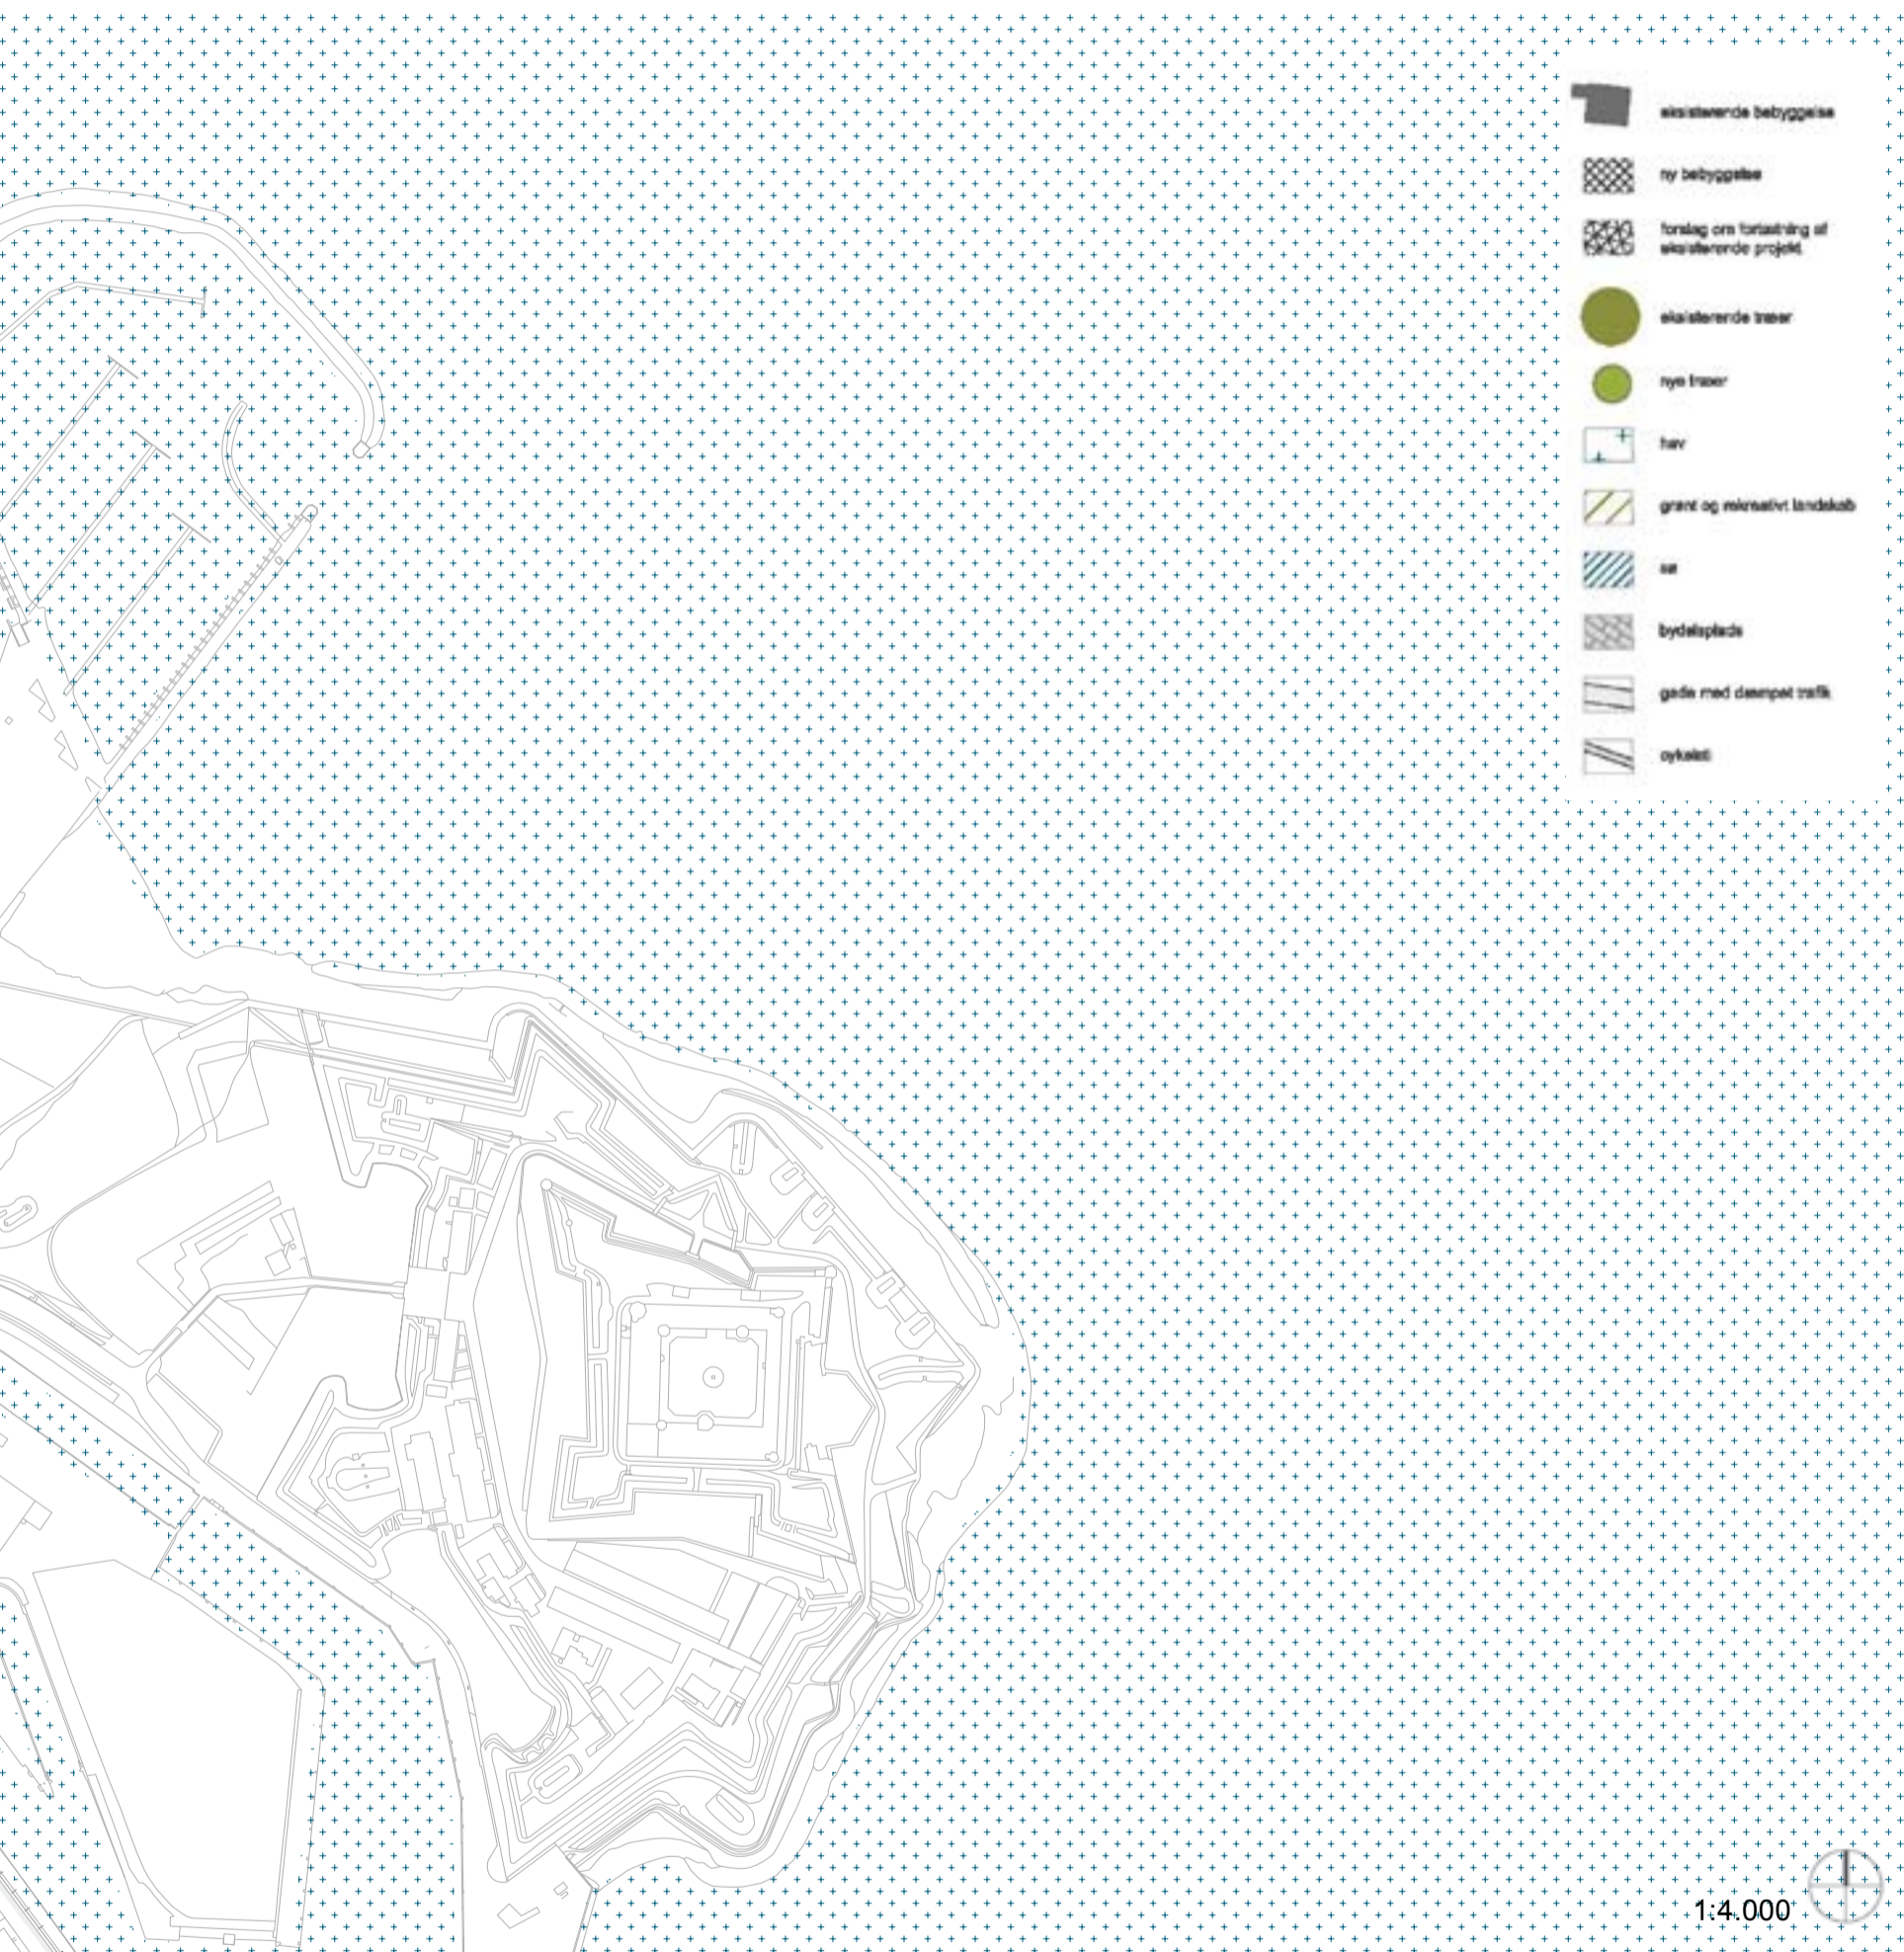 eksisterende bebyggelse
ny bebyggelse
forslag om fortætning af
eksisterende projekt
eksisterende træer
nye træer
hav
grønt og rekreativt landskab
sø
bydelsplads
gade med dæmpet trafik
cykelsti
1:4.000